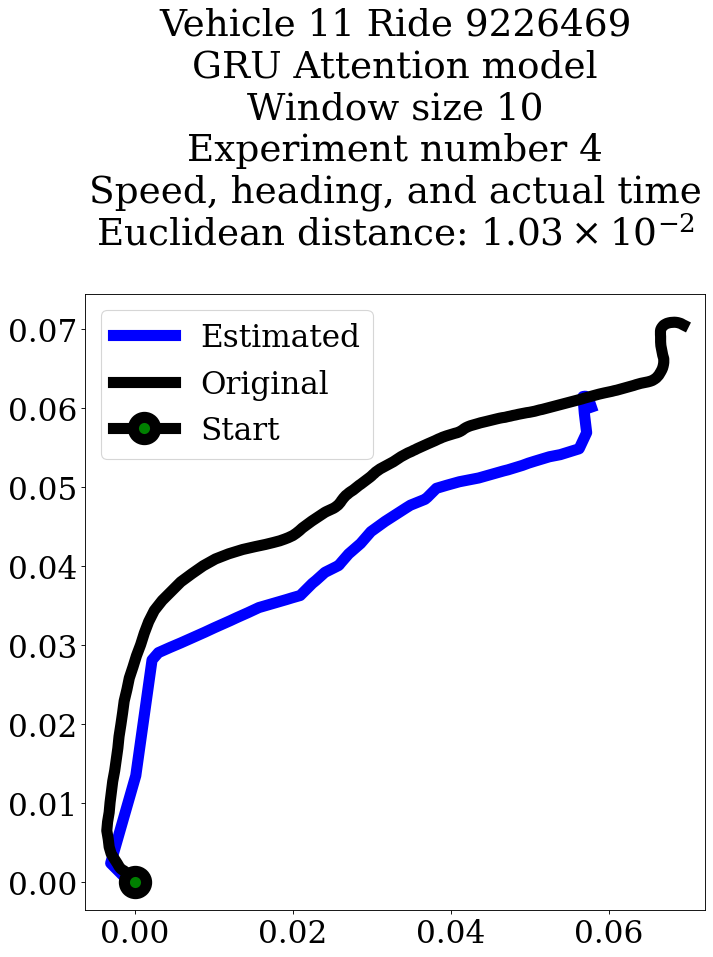 Vehicle 11 Ride 9226469
GRU Attention model
Window size 10
Experiment number 4
Speed, heading, and actual time
Euclidean distance: 1.03 × 10⁻²
Estimated
Original
Start
0.07
0.06
0.05
0.04
0.03
0.02
0.01
0.00
0.00 0.02 0.04 0.06